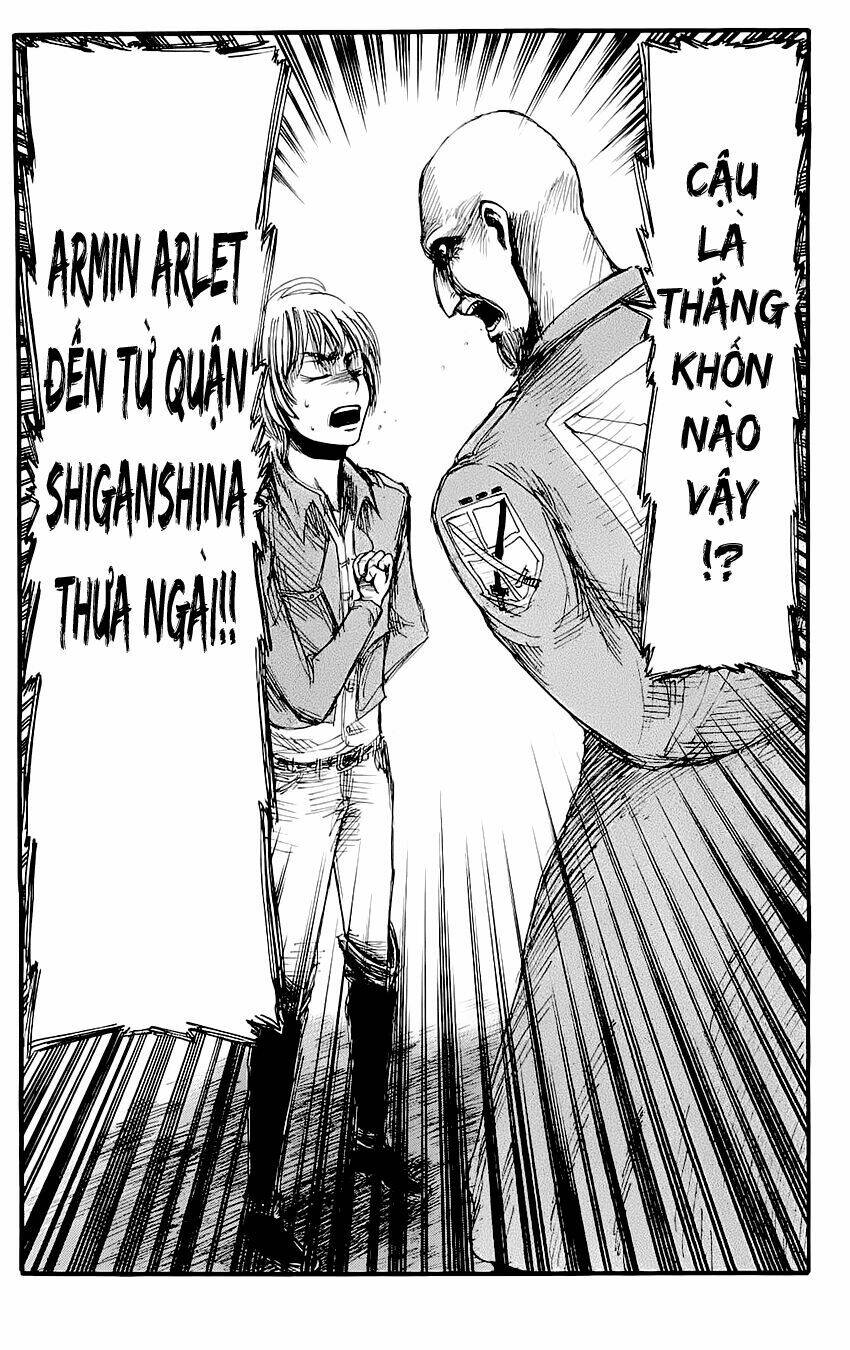 CẬU
LÀ
THẰNG
KHỐN
NÀO
VẬY
!?
ARMIN ARLET
ĐẾN TỪ QUẬN
SHIGANSHINA
THƯA NGÀI!!